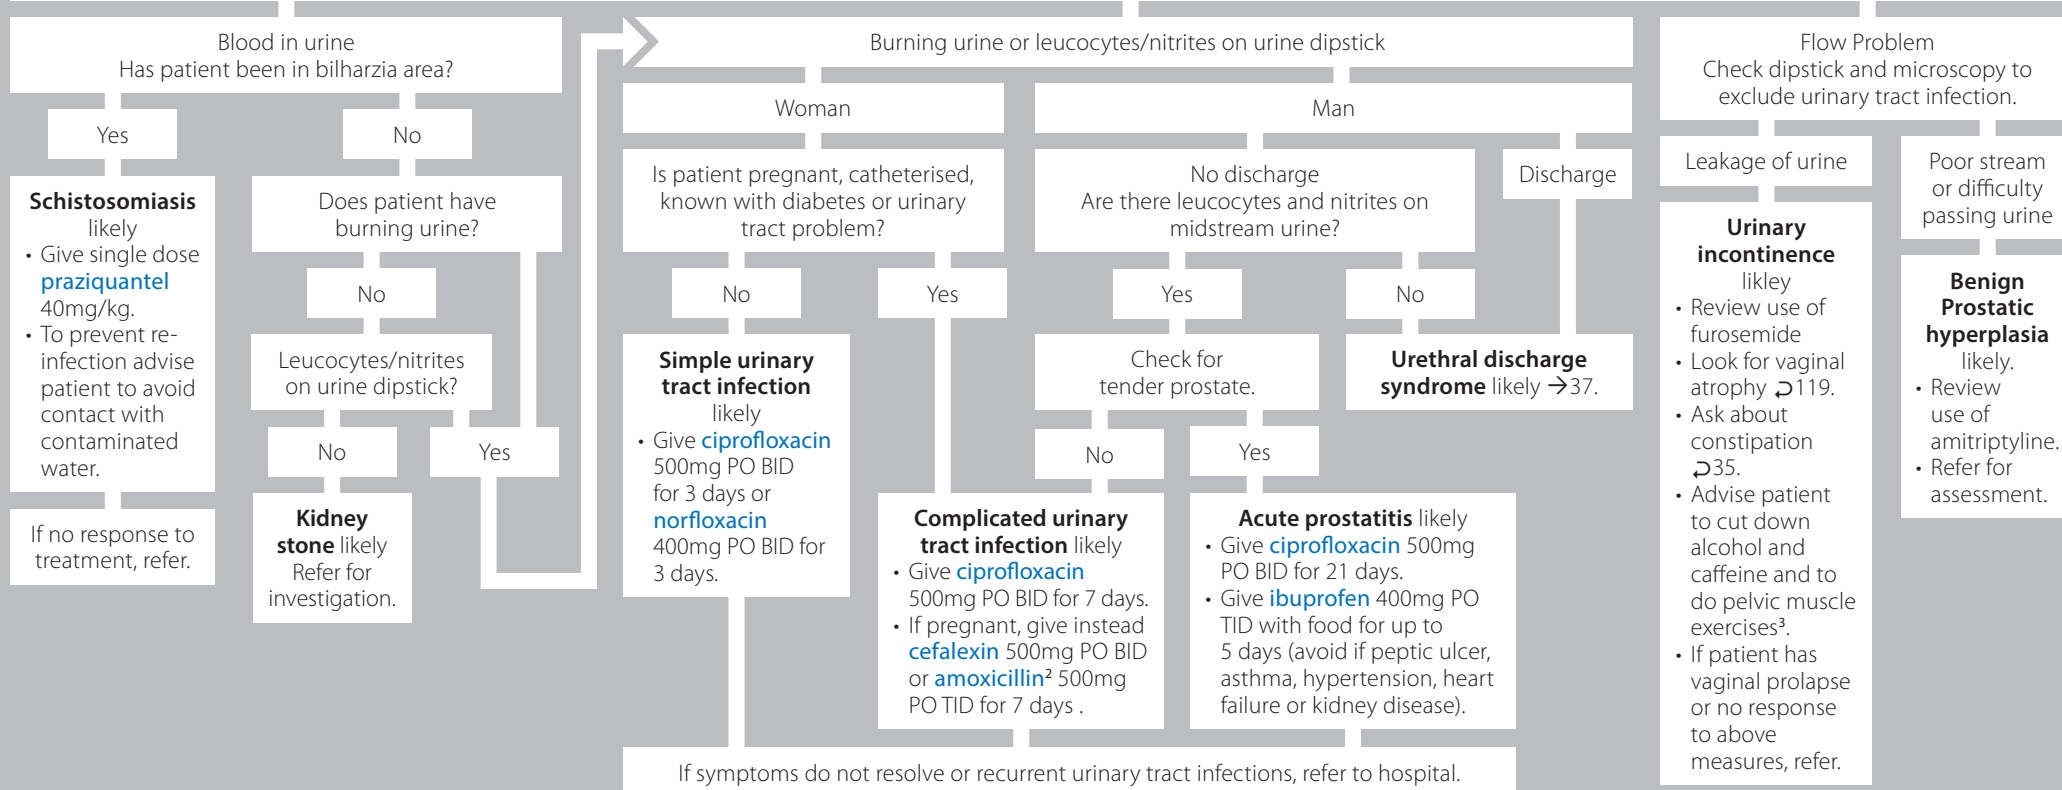 Blood in urine
Has patient been in bilharzia area?
Yes
No
Schistosomiasis
likely
• Give single dose
praziquantel
40mg/kg.
• To prevent re-
infection advise
patient to avoid
contact with
contaminated
water.
If no response to
treatment, refer.
Does patient have
burning urine?
No
Leucocytes/nitrites
on urine dipstick?
No
Yes
Kidney
stone likely
Refer for
investigation.
Burning urine or leucocytes/nitrites on urine dipstick
Woman
Is patient pregnant, catheterised,
known with diabetes or urinary
tract problem?
No
Yes
Simple urinary
tract infection
likely
• Give ciprofloxacin
500mg PO BID
for 3 days or
norfloxacin
400mg PO BID for
3 days.
Man
No discharge
Are there leucocytes and nitrites on
midstream urine?
Discharge
Yes
No
Check for
tender prostate.
Urethral discharge
syndrome likely →37.
No
Yes
Complicated urinary
tract infection likely
• Give ciprofloxacin
500mg PO BID for 7 days.
• If pregnant, give instead
cefalexin 500mg PO BID
or amoxicillin² 500mg
PO TID for 7 days .
Acute prostatitis likely
• Give ciprofloxacin 500mg
PO BID for 21 days.
• Give ibuprofen 400mg PO
TID with food for up to
5 days (avoid if peptic ulcer,
asthma, hypertension, heart
failure or kidney disease).
If symptoms do not resolve or recurrent urinary tract infections, refer to hospital.
Flow Problem
Check dipstick and microscopy to
exclude urinary tract infection.
Leakage of urine
Urinary
incontinence
likley
• Review use of
furosemide
• Look for vaginal
atrophy ⮌119.
• Ask about
constipation
⮌35.
• Advise patient
to cut down
alcohol and
caffeine and to
do pelvic muscle
exercises³.
• If patient has
vaginal prolapse
or no response
to above
measures, refer.
Poor stream
or difficulty
passing urine
Benign
Prostatic
hyperplasia
likely.
• Review
use of
amitriptyline.
• Refer for
assessment.